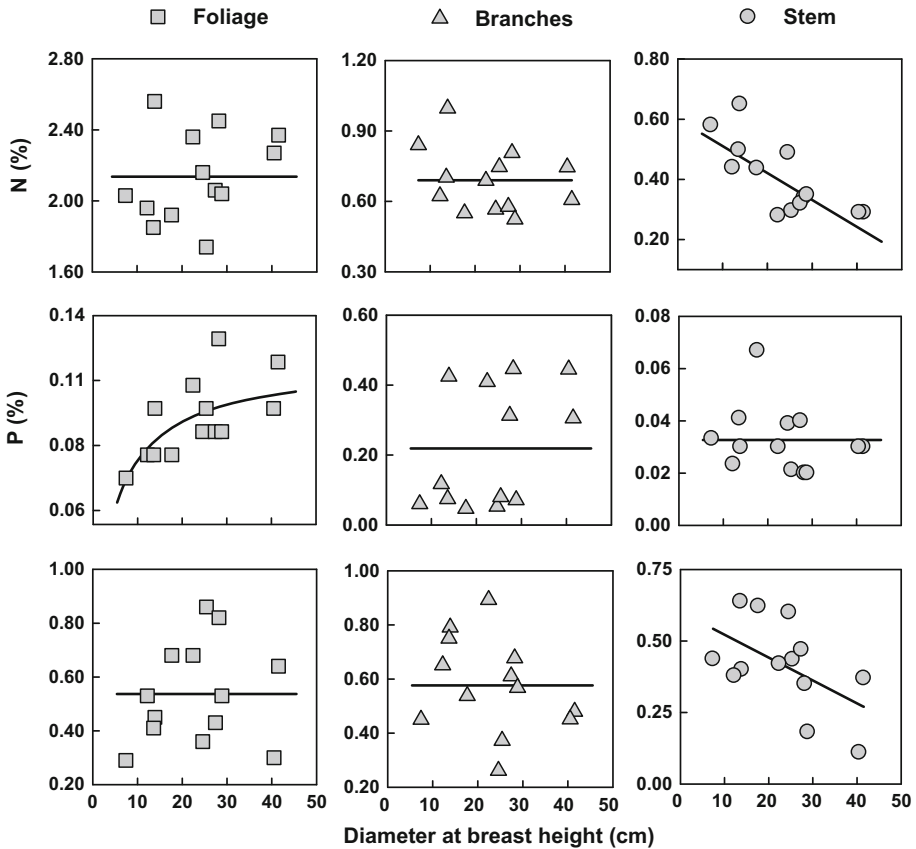 Foliage Branches Stem
2.80 1.20 0.80
2.40 0.90 0.60
N (%)
2.00 0.60 0.40
1.60 0.30 0.20
0.14 0.60 0.08
0.11 0.40 0.06
P (%)
0.08 0.20 0.04
0.02
0.06 0.00 0.00
1.00 1.00 0.75
0.80 0.80
0.60 0.60 0.50
0.40 0.40 0.25
0.20 0.20 0.00
0 10 20 30 40 50 0 10 20 30 40 50 0 10 20 30 40 50
Diameter at breast height (cm)